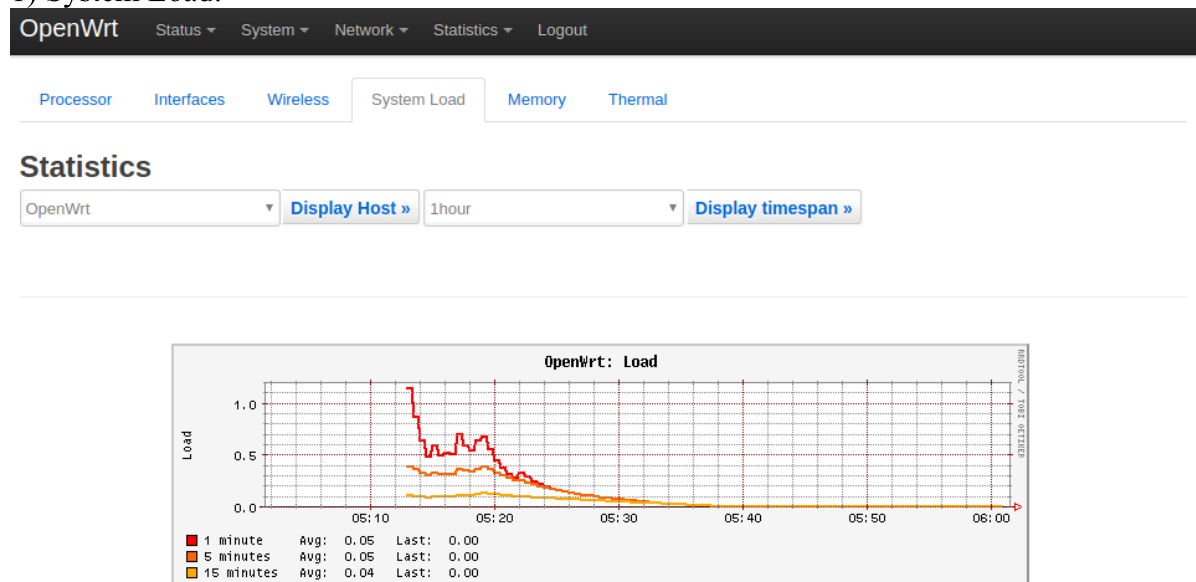 1) System Load:
OpenWrt Status System Network Statistics Logout
Processor Interfaces Wireless System Load Memory Thermal
Statistics
OpenWrt Display Host » 1hour Display timespan »
OpenWrt: Load
RRDTOOL / TOBI OETIKER
Load
1.0
0.5
0.0
05:10 05:20 05:30 05:40 05:50 06:00
1 minute Avg: 0.05 Last: 0.00
5 minutes Avg: 0.05 Last: 0.00
15 minutes Avg: 0.04 Last: 0.00